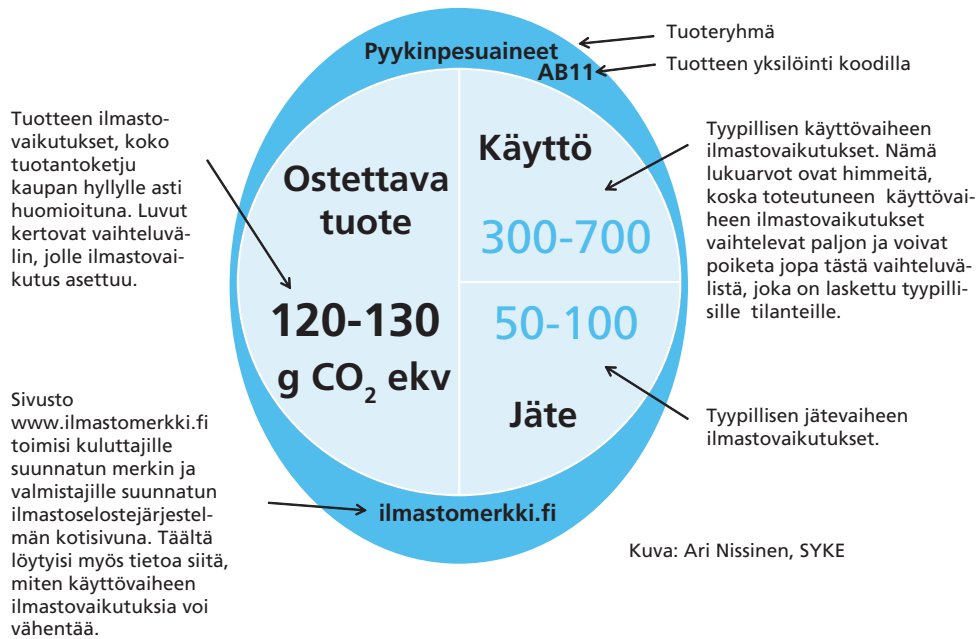 Pyykinpesuaineet
AB11
Tuoteryhmä
Tuotteen yksilöinti koodilla
Tuotteen ilmasto-
vaikutukset, koko
tuotantoketju
kaupan hyllylle asti
huomioituna. Luvut
kertovat vaihteluvä-
lin, jolle ilmastovai-
kutus asettuu.
Ostettava
tuote
120-130
g CO₂ ekv
Käyttö
300-700
50-100
Jäte
Tyypillisen käyttövaiheen
ilmastovaikutukset. Nämä
lukuarvot ovat himmeitä,
koska toteutuneen käyttövai-
heen ilmastovaikutukset
vaihtelevat paljon ja voivat
poiketa jopa tästä vaihteluvä-
listä, joka on laskettu tyypilli-
sille tilanteille.
Tyypillisen jätevaiheen
ilmastovaikutukset.
Sivusto
www.ilmastomerkki.fi
toimisi kuluttajille
suunnatun merkin ja
valmistajille suunnatun
ilmastoselostejärjestel-
män kotisivuna. Täältä
löytyisi myös tietoa siitä,
miten käyttövaiheen
ilmastovaikutuksia voi
vähentää.
ilmastomerkki.fi
Kuva: Ari Nissinen, SYKE